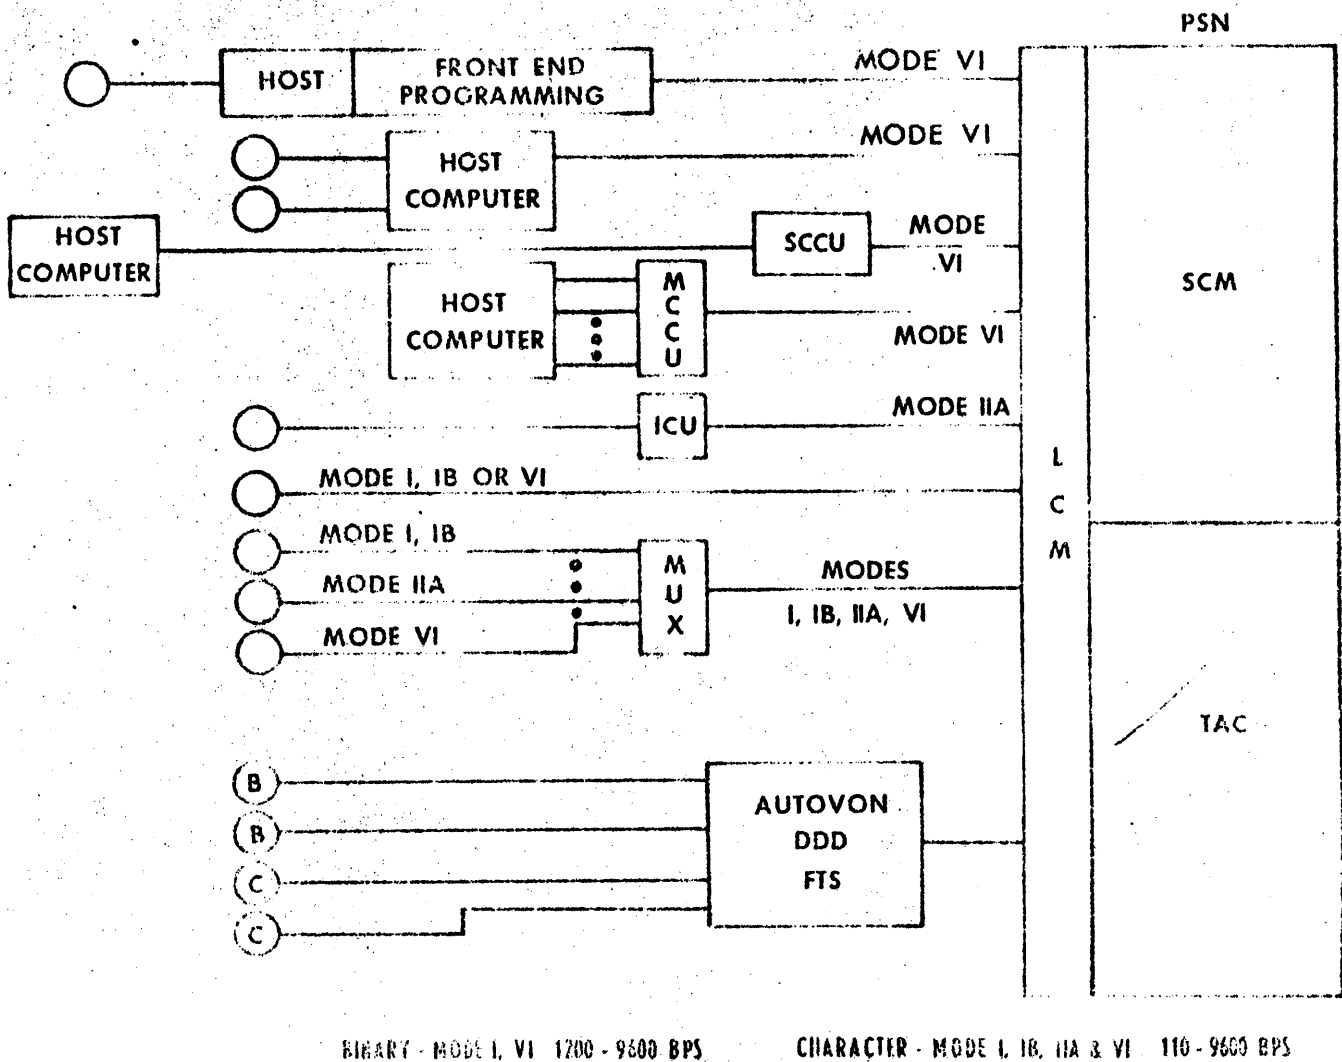 PSN
HOST
FRONT END
PROGRAMMING
MODE VI
HOST
COMPUTER
MODE VI
HOST
COMPUTER
SCCU
MODE
VI
HOST
COMPUTER
M
C
C
U
MODE VI
SCM
ICU
MODE IIA
MODE I, IB OR VI
L
C
M
MODE I, IB
MODE IIA
MODE VI
M
U
X
MODES
I, IB, IIA, VI
TAC
B
B
C
C
AUTOVON
DDD
FTS
BINARY - MODE I, VI 1200 - 9600 BPS
CHARACTER - MODE I, IB, IIA & VI 110 - 9600 BPS